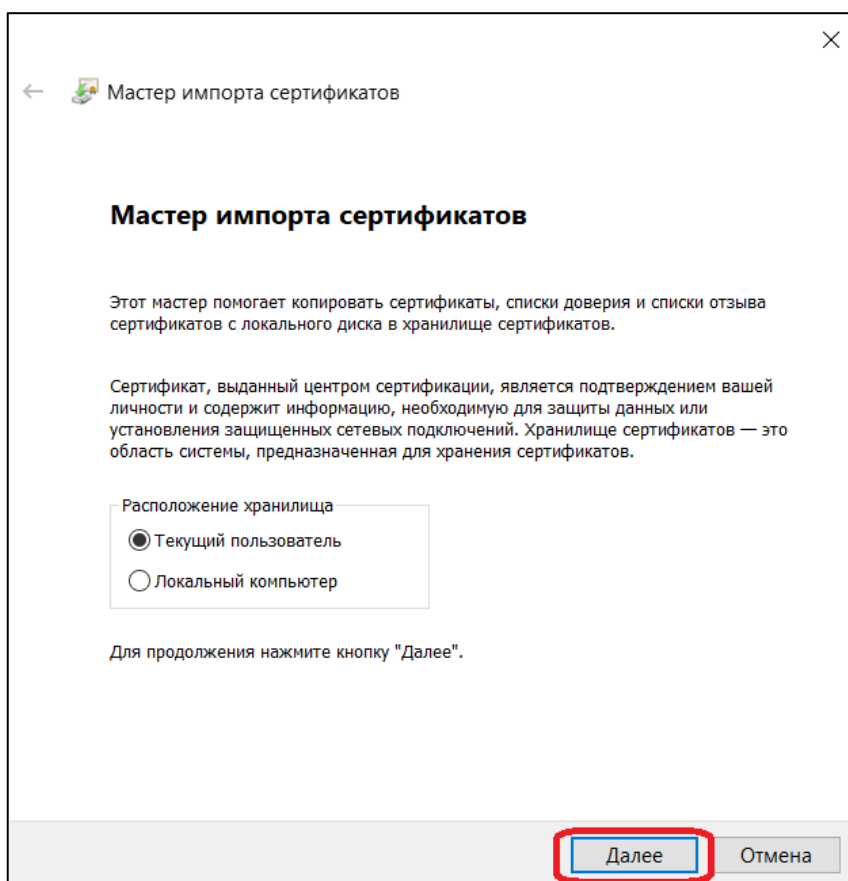 Мастер импорта сертификатов
Мастер импорта сертификатов
Этот мастер помогает копировать сертификаты, списки доверия и списки отзыва
сертификатов с локального диска в хранилище сертификатов.
Сертификат, выданный центром сертификации, является подтверждением вашей
личности и содержит информацию, необходимую для защиты данных или
установления защищенных сетевых подключений. Хранилище сертификатов — это
область системы, предназначенная для хранения сертификатов.
Расположение хранилища
Текущий пользователь
Локальный компьютер
Для продолжения нажмите кнопку "Далее".
Далее
Отмена